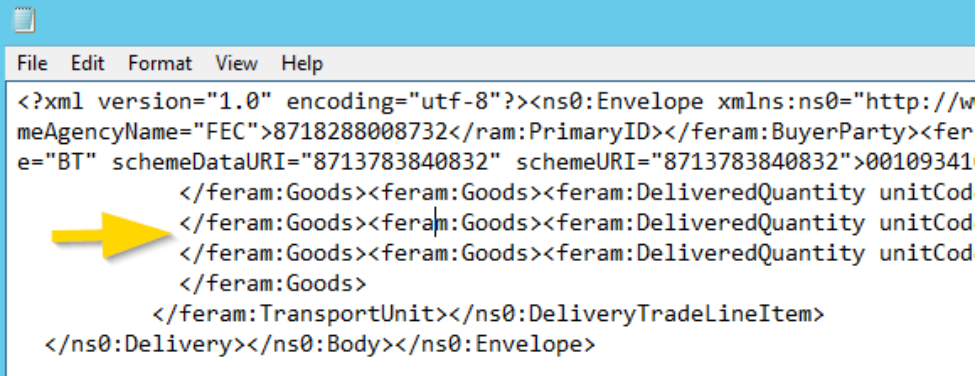 File Edit Format View Help
<?xml version="1.0" encoding="utf-8"?><ns0:Envelope xmlns:ns0="http://w
meAgencyName="FEC">8718288008732</ram:PrimaryID></feram:BuyerParty><fer
e="BT" schemeDataURI="8713783840832" schemeURI="8713783840832">00109341
</feram:Goods><feram:Goods><feram:DeliveredQuantity unitCod
</feram:Goods><feram:Goods><feram:DeliveredQuantity unitCod
</feram:Goods><feram:Goods><feram:DeliveredQuantity unitCod
</feram:Goods>
</feram:TransportUnit></ns0:DeliveryTradeLineItem>
</ns0:Delivery></ns0:Body></ns0:Envelope>